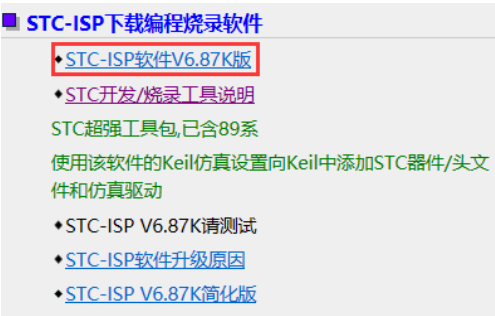 STC-ISP下载编程烧录软件
STC-ISP软件V6.87K版
STC开发/烧录工具说明
STC超强工具包,已含89系
使用该软件的Keil仿真设置向Keil中添加STC器件/头文
件和仿真驱动
STC-ISP V6.87K请测试
STC-ISP软件升级原因
STC-ISP V6.87K简化版